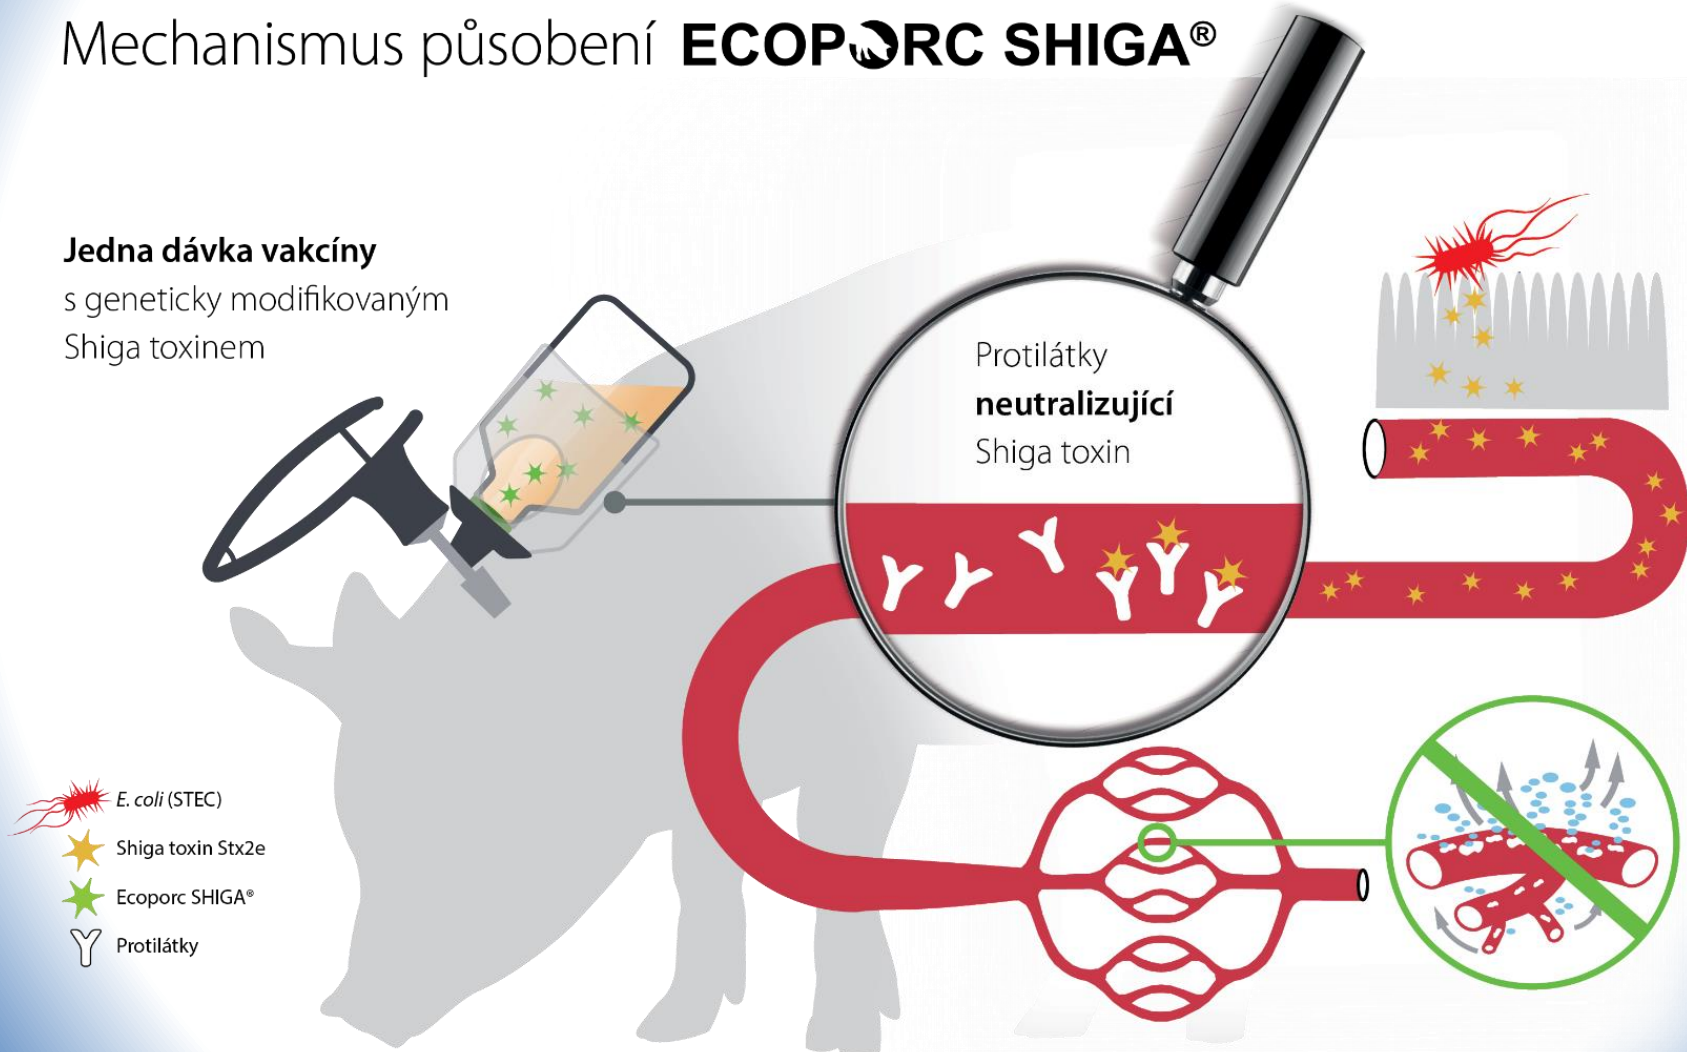 Mechanismus působení ECOPORC SHIGA®
Jedna dávka vakcíny
s geneticky modifikovaným
Shiga toxinem
Protilátky
neutralizující
Shiga toxin
E. coli (STEC)
Shiga toxin Stx2e
Ecoporc SHIGA®
Protilátky